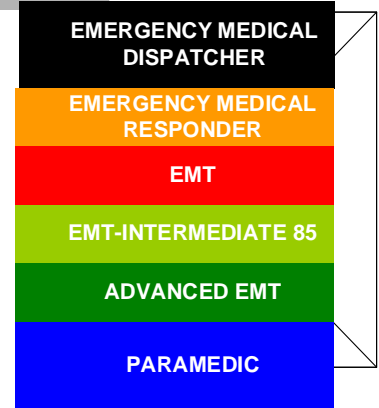 EMERGENCY MEDICAL
DISPATCHER
EMERGENCY MEDICAL
RESPONDER
EMT
EMT-INTERMEDIATE 85
ADVANCED EMT
PARAMEDIC